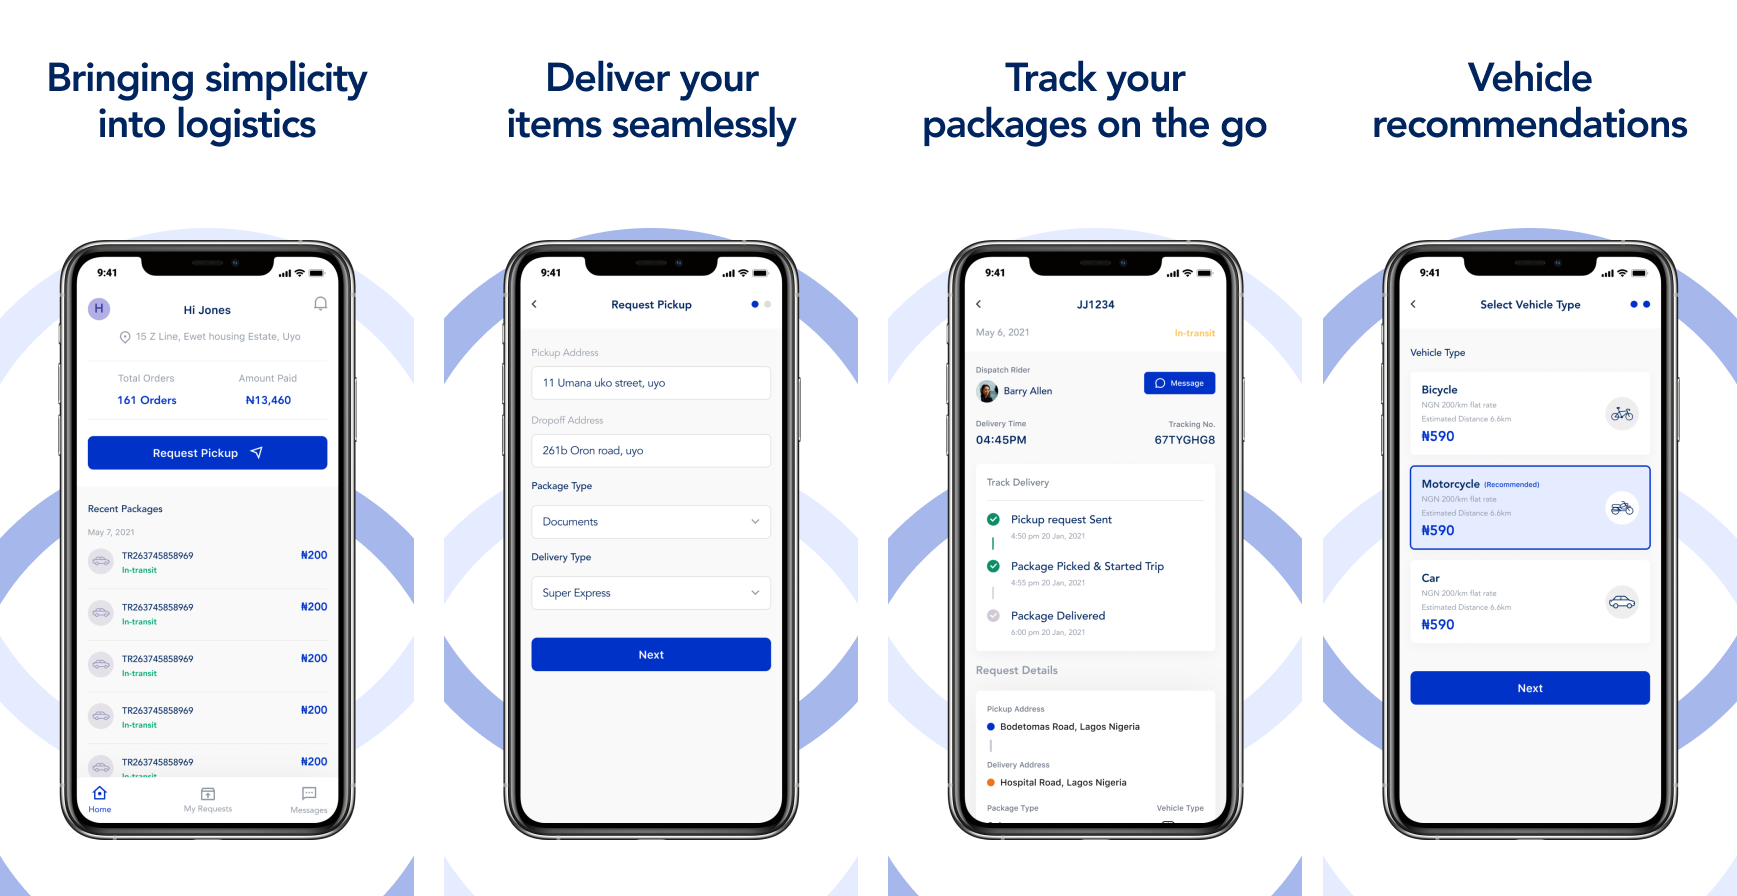 Bringing simplicity
into logistics
9:41
H
Hi Jones
15 Z Line, Ewet housing Estate, Uyo
Total Orders
Amount Paid
161 Orders
₦13,460
Request Pickup
Recent Packages
May 7, 2021
TR263745858969
₦200
In-transit
TR263745858969
₦200
In-transit
TR263745858969
₦200
In-transit
TR263745858969
₦200
In-transit
TR263745858969
₦200
In-transit
Home
My Requests
Messages
Deliver your
items seamlessly
9:41
Request Pickup
Pickup Address
11 Umana uko street, uyo
Dropoff Address
261b Oron road, uyo
Package Type
Documents
Delivery Type
Super Express
Next
Track your
packages on the go
9:41
JJ1234
May 6, 2021
In-transit
Dispatch Rider
Barry Allen
Message
Delivery Time
Tracking No.
04:45PM
67TYGHG8
Track Delivery
Pickup request Sent
4:50 pm 20 Jan, 2021
Package Picked & Started Trip
4:55 pm 20 Jan, 2021
Package Delivered
6:00 pm 20 Jan, 2021
Request Details
Pickup Address
Bodetomas Road, Lagos Nigeria
Delivery Address
Hospital Road, Lagos Nigeria
Package Type
Vehicle Type
Vehicle
recommendations
9:41
Select Vehicle Type
Vehicle Type
Bicycle
NGN 200/km flat rate
Estimated Distance 6.6km
₦590
Motorcycle (Recommended)
NGN 200/km flat rate
Estimated Distance 6.6km
₦590
Car
NGN 200/km flat rate
Estimated Distance 6.6km
₦590
Next